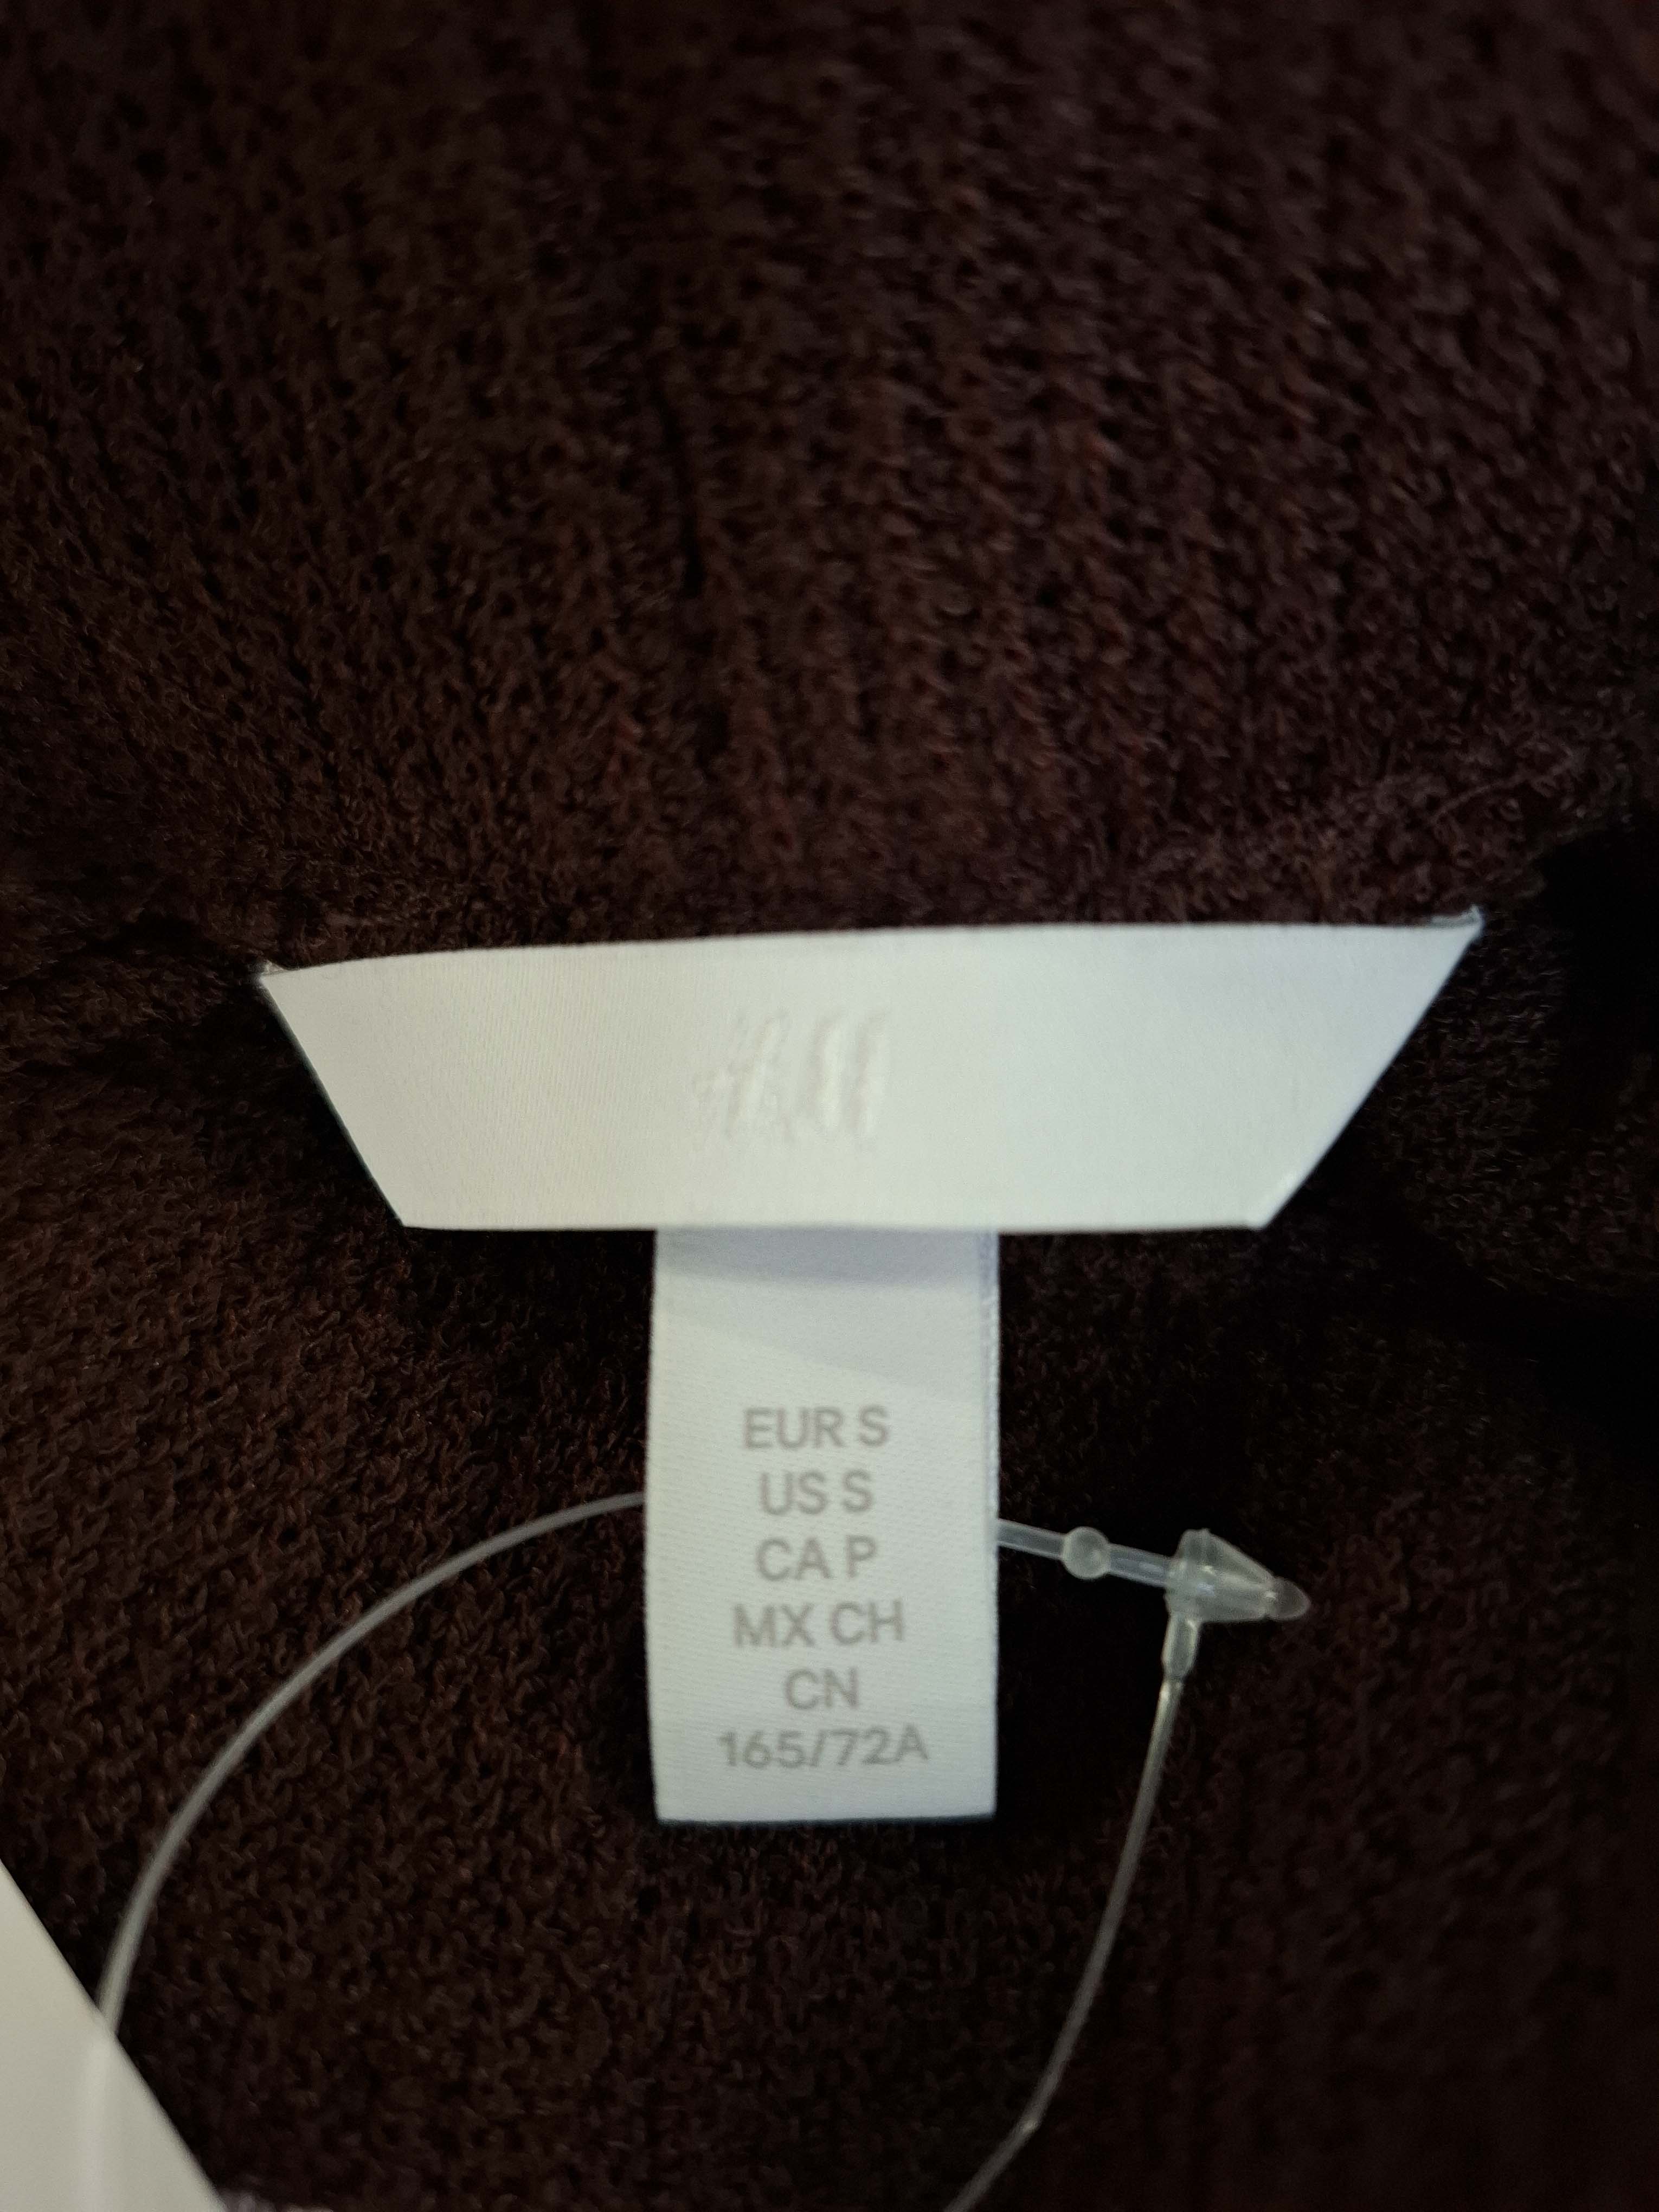 H&M
EUR S
US S
CA P
MX CH
CN
165/72A